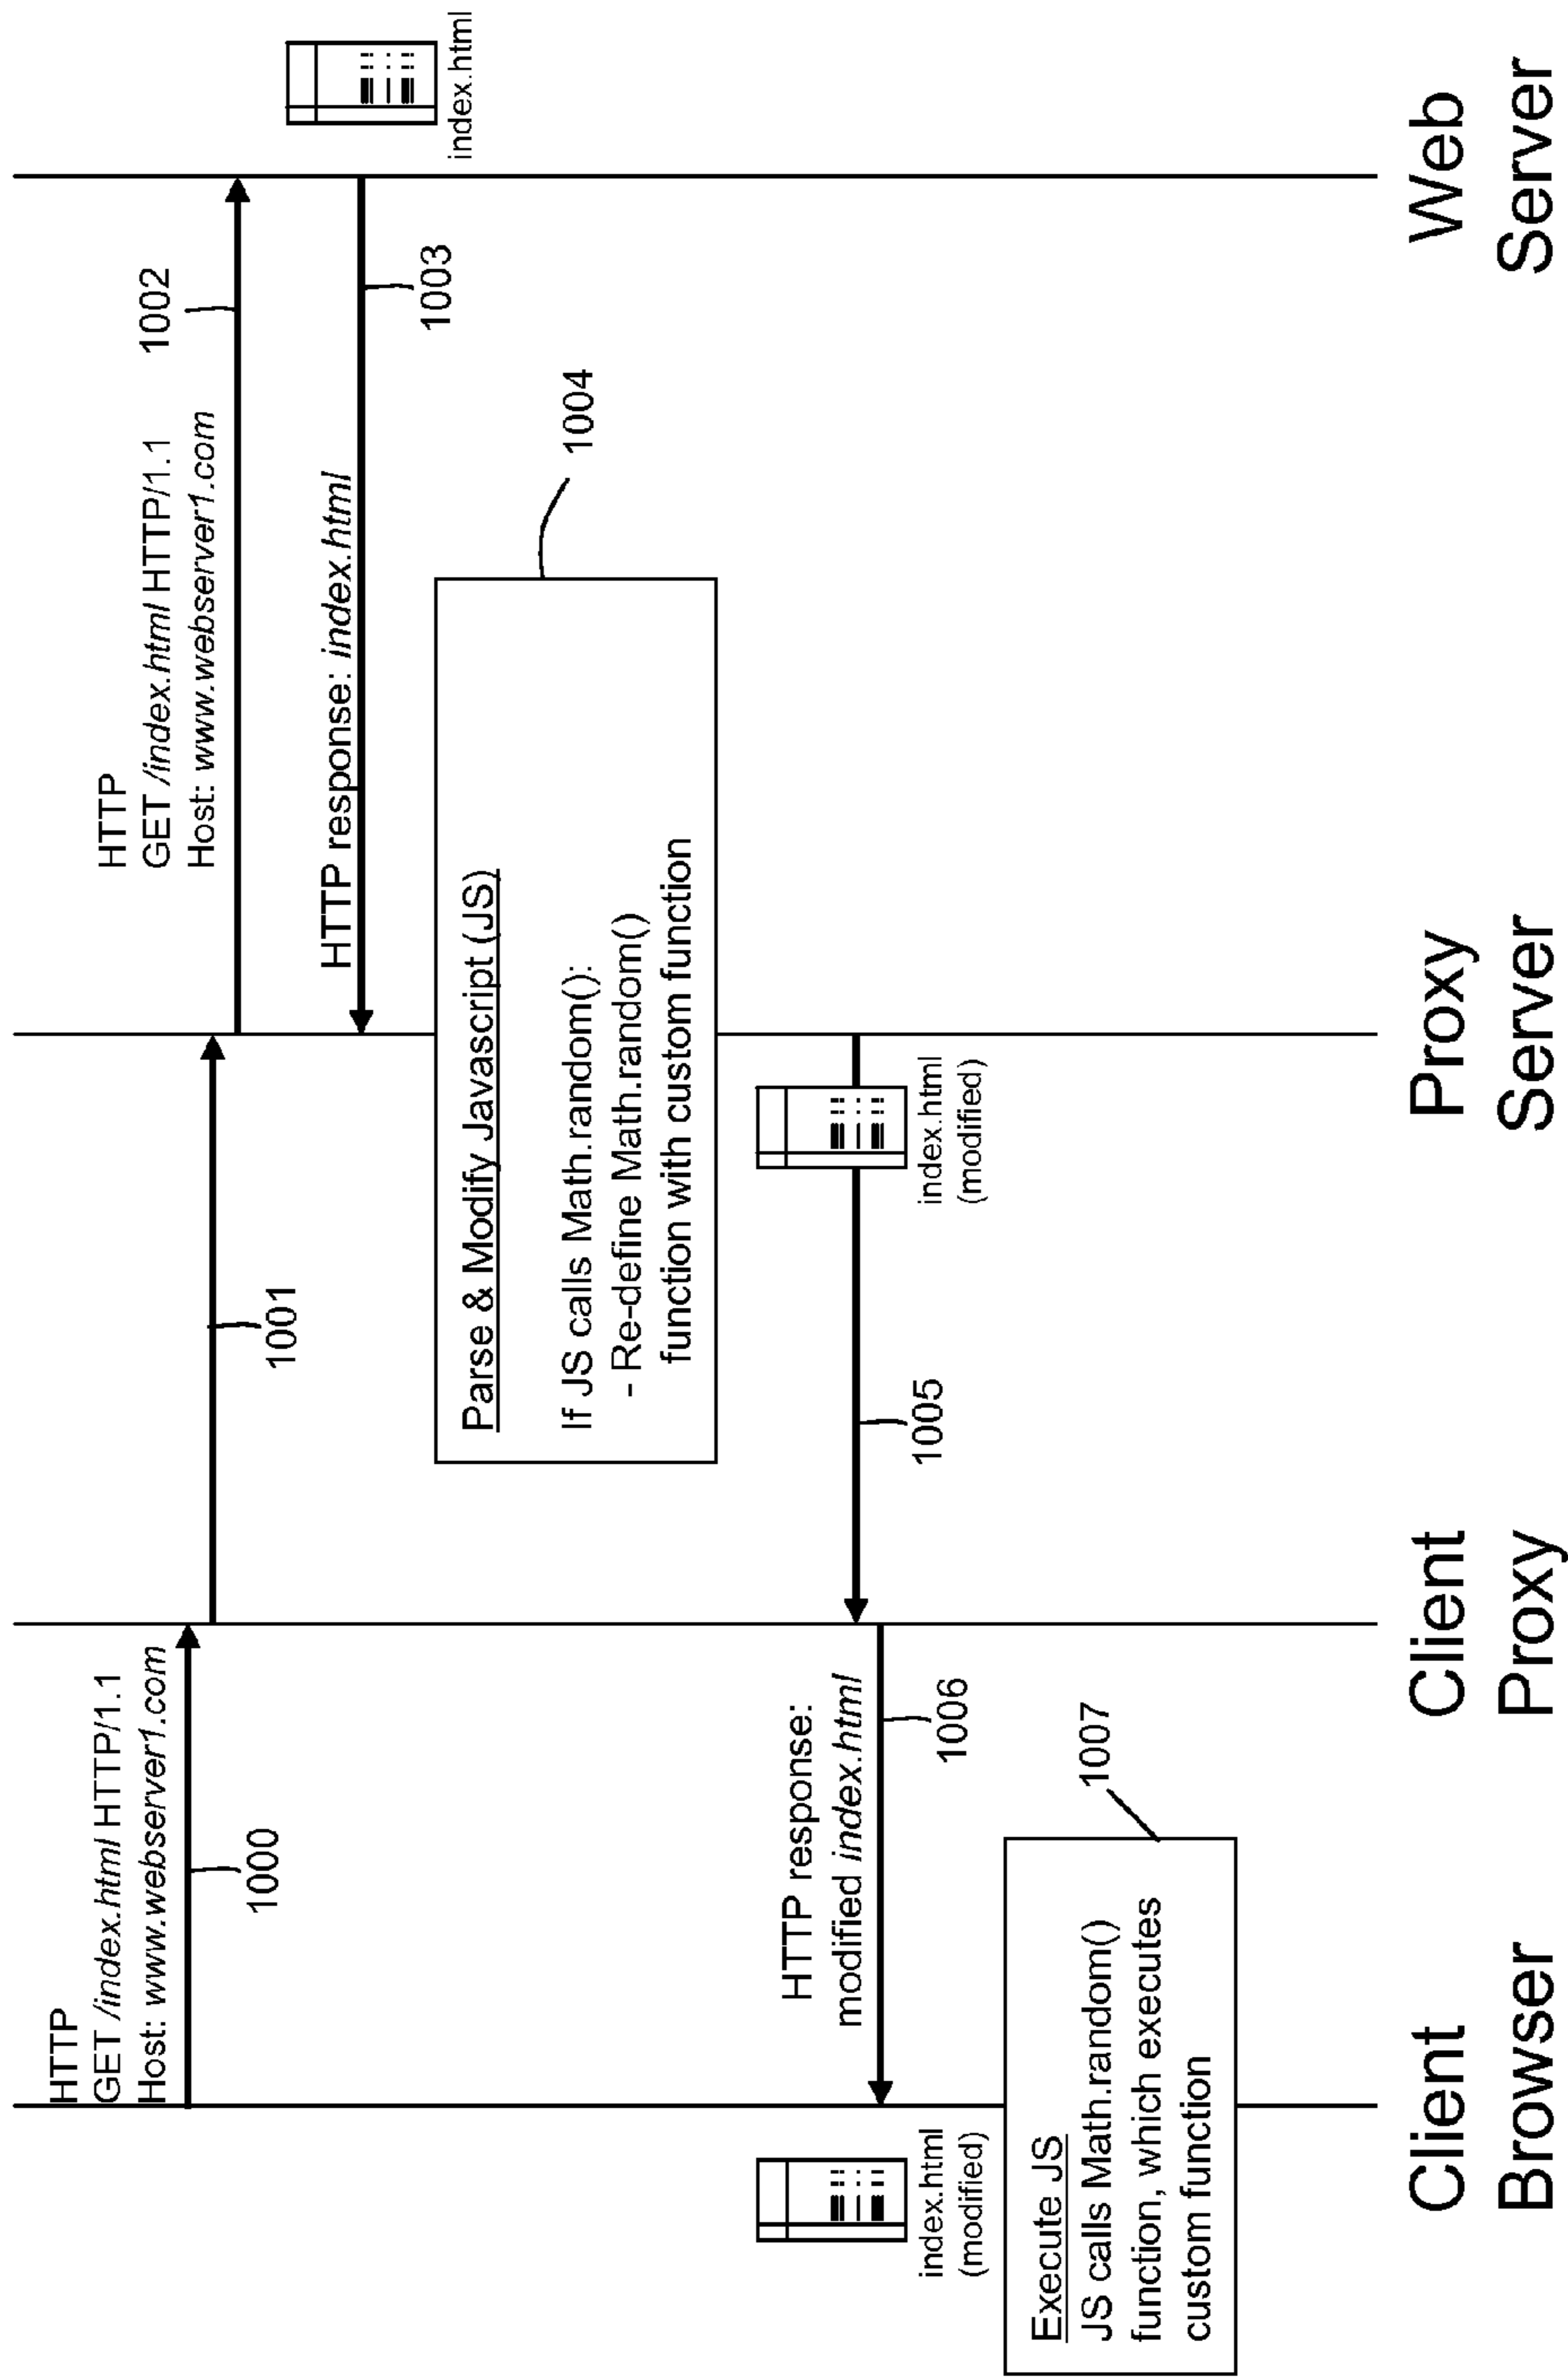 HTTP
GET /index.html HTTP/1.1
Host: www.webserver1.com
1000
1001
HTTP
GET /index.html HTTP/1.1
Host: www.webserver1.com
1002
HTTP response: index.html
1003
index.html
Parse & Modify Javascript (JS)
If JS calls Math.random():
- Re-define Math.random()
function with custom function
1004
index.html
(modified)
1005
HTTP response:
modified index.html
1006
index.html
(modified)
Execute JS
JS calls Math.random()
function, which executes
custom function
1007
Client
Browser
Client
Proxy
Proxy
Server
Web
Server